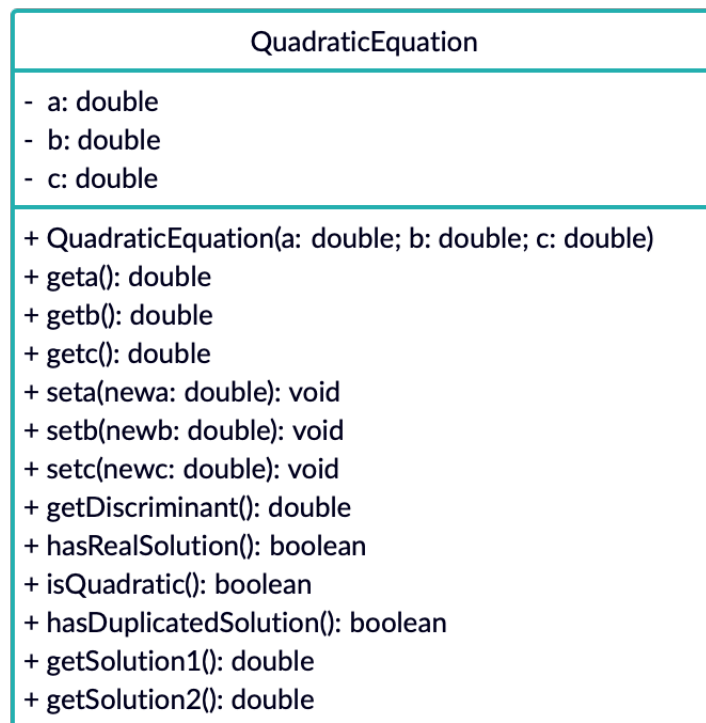 QuadraticEquation
- a: double
- b: double
- c: double
+ QuadraticEquation(a: double; b: double; c: double)
+ geta(): double
+ getb(): double
+ getc(): double
+ seta(newa: double): void
+ setb(newb: double): void
+ setc(newc: double): void
+ getDiscriminant(): double
+ hasRealSolution(): boolean
+ isQuadratic(): boolean
+ hasDuplicatedSolution(): boolean
+ getSolution1(): double
+ getSolution2(): double